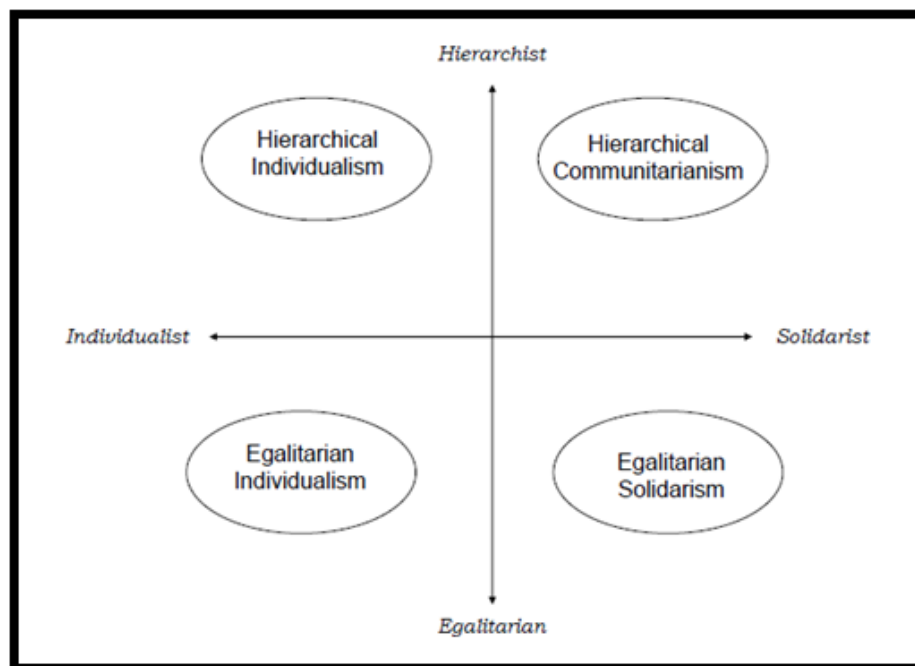 Hierarchist
Hierarchical
Individualism
Hierarchical
Communitarianism
Individualist
Solidarist
Egalitarian
Individualism
Egalitarian
Solidarism
Egalitarian